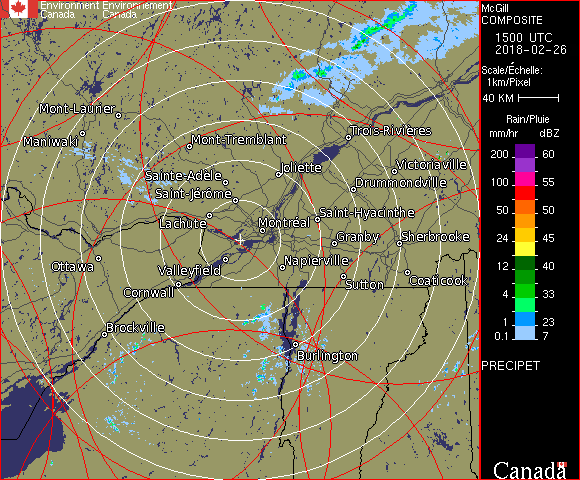 Environment Environnement
Canada Canada
McGill
COMPOSITE
1500 UTC
2018-02-26
Scale/Échelle:
1km/Pixel
40 KM
Rain/Pluie
mm/hr dBZ
200 60
150 57
100 55
50 50
24 45
12 40
4 33
1 23
0.1 7
PRECIPET
Canada
Mont-Laurier
Maniwaki
Mont-Tremblant
Trois-Rivières
Victoriaville
Joliette
Sainte-Adèle
Drummondville
Saint-Jérôme
Saint-Hyacinthe
Lachute
Montréal
Granby
Sherbrooke
Ottawa
Valleyfield
Napierville
Coaticook
Cornwall
Sutton
Brockville
Burlington